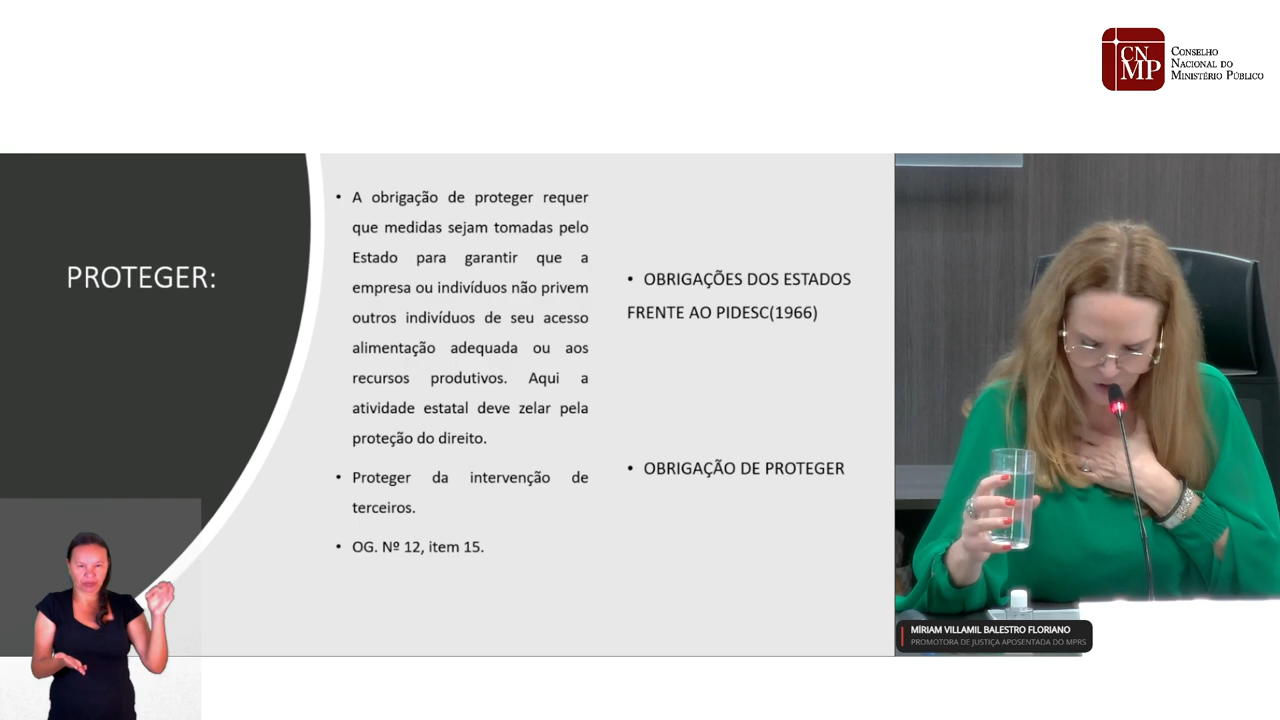 CN
MP
CONSELHO
NACIONAL DO
MINISTÉRIO PÚBLICO
PROTEGER:
• A obrigação de proteger requer
que medidas sejam tomadas pelo
Estado para garantir que a
empresa ou indivíduos não privem
outros indivíduos de seu acesso
alimentação adequada ou aos
recursos produtivos. Aqui a
atividade estatal deve zelar pela
proteção do direito.
• Proteger da intervenção de
terceiros.
• OG. Nº 12, item 15.
• OBRIGAÇÕES DOS ESTADOS
FRENTE AO PIDESC(1966)
• OBRIGAÇÃO DE PROTEGER
MÍRIAM VILLAMIL BALESTRO FLORIANO
PROMOTORA DE JUSTIÇA APOSENTADA DO MPRS